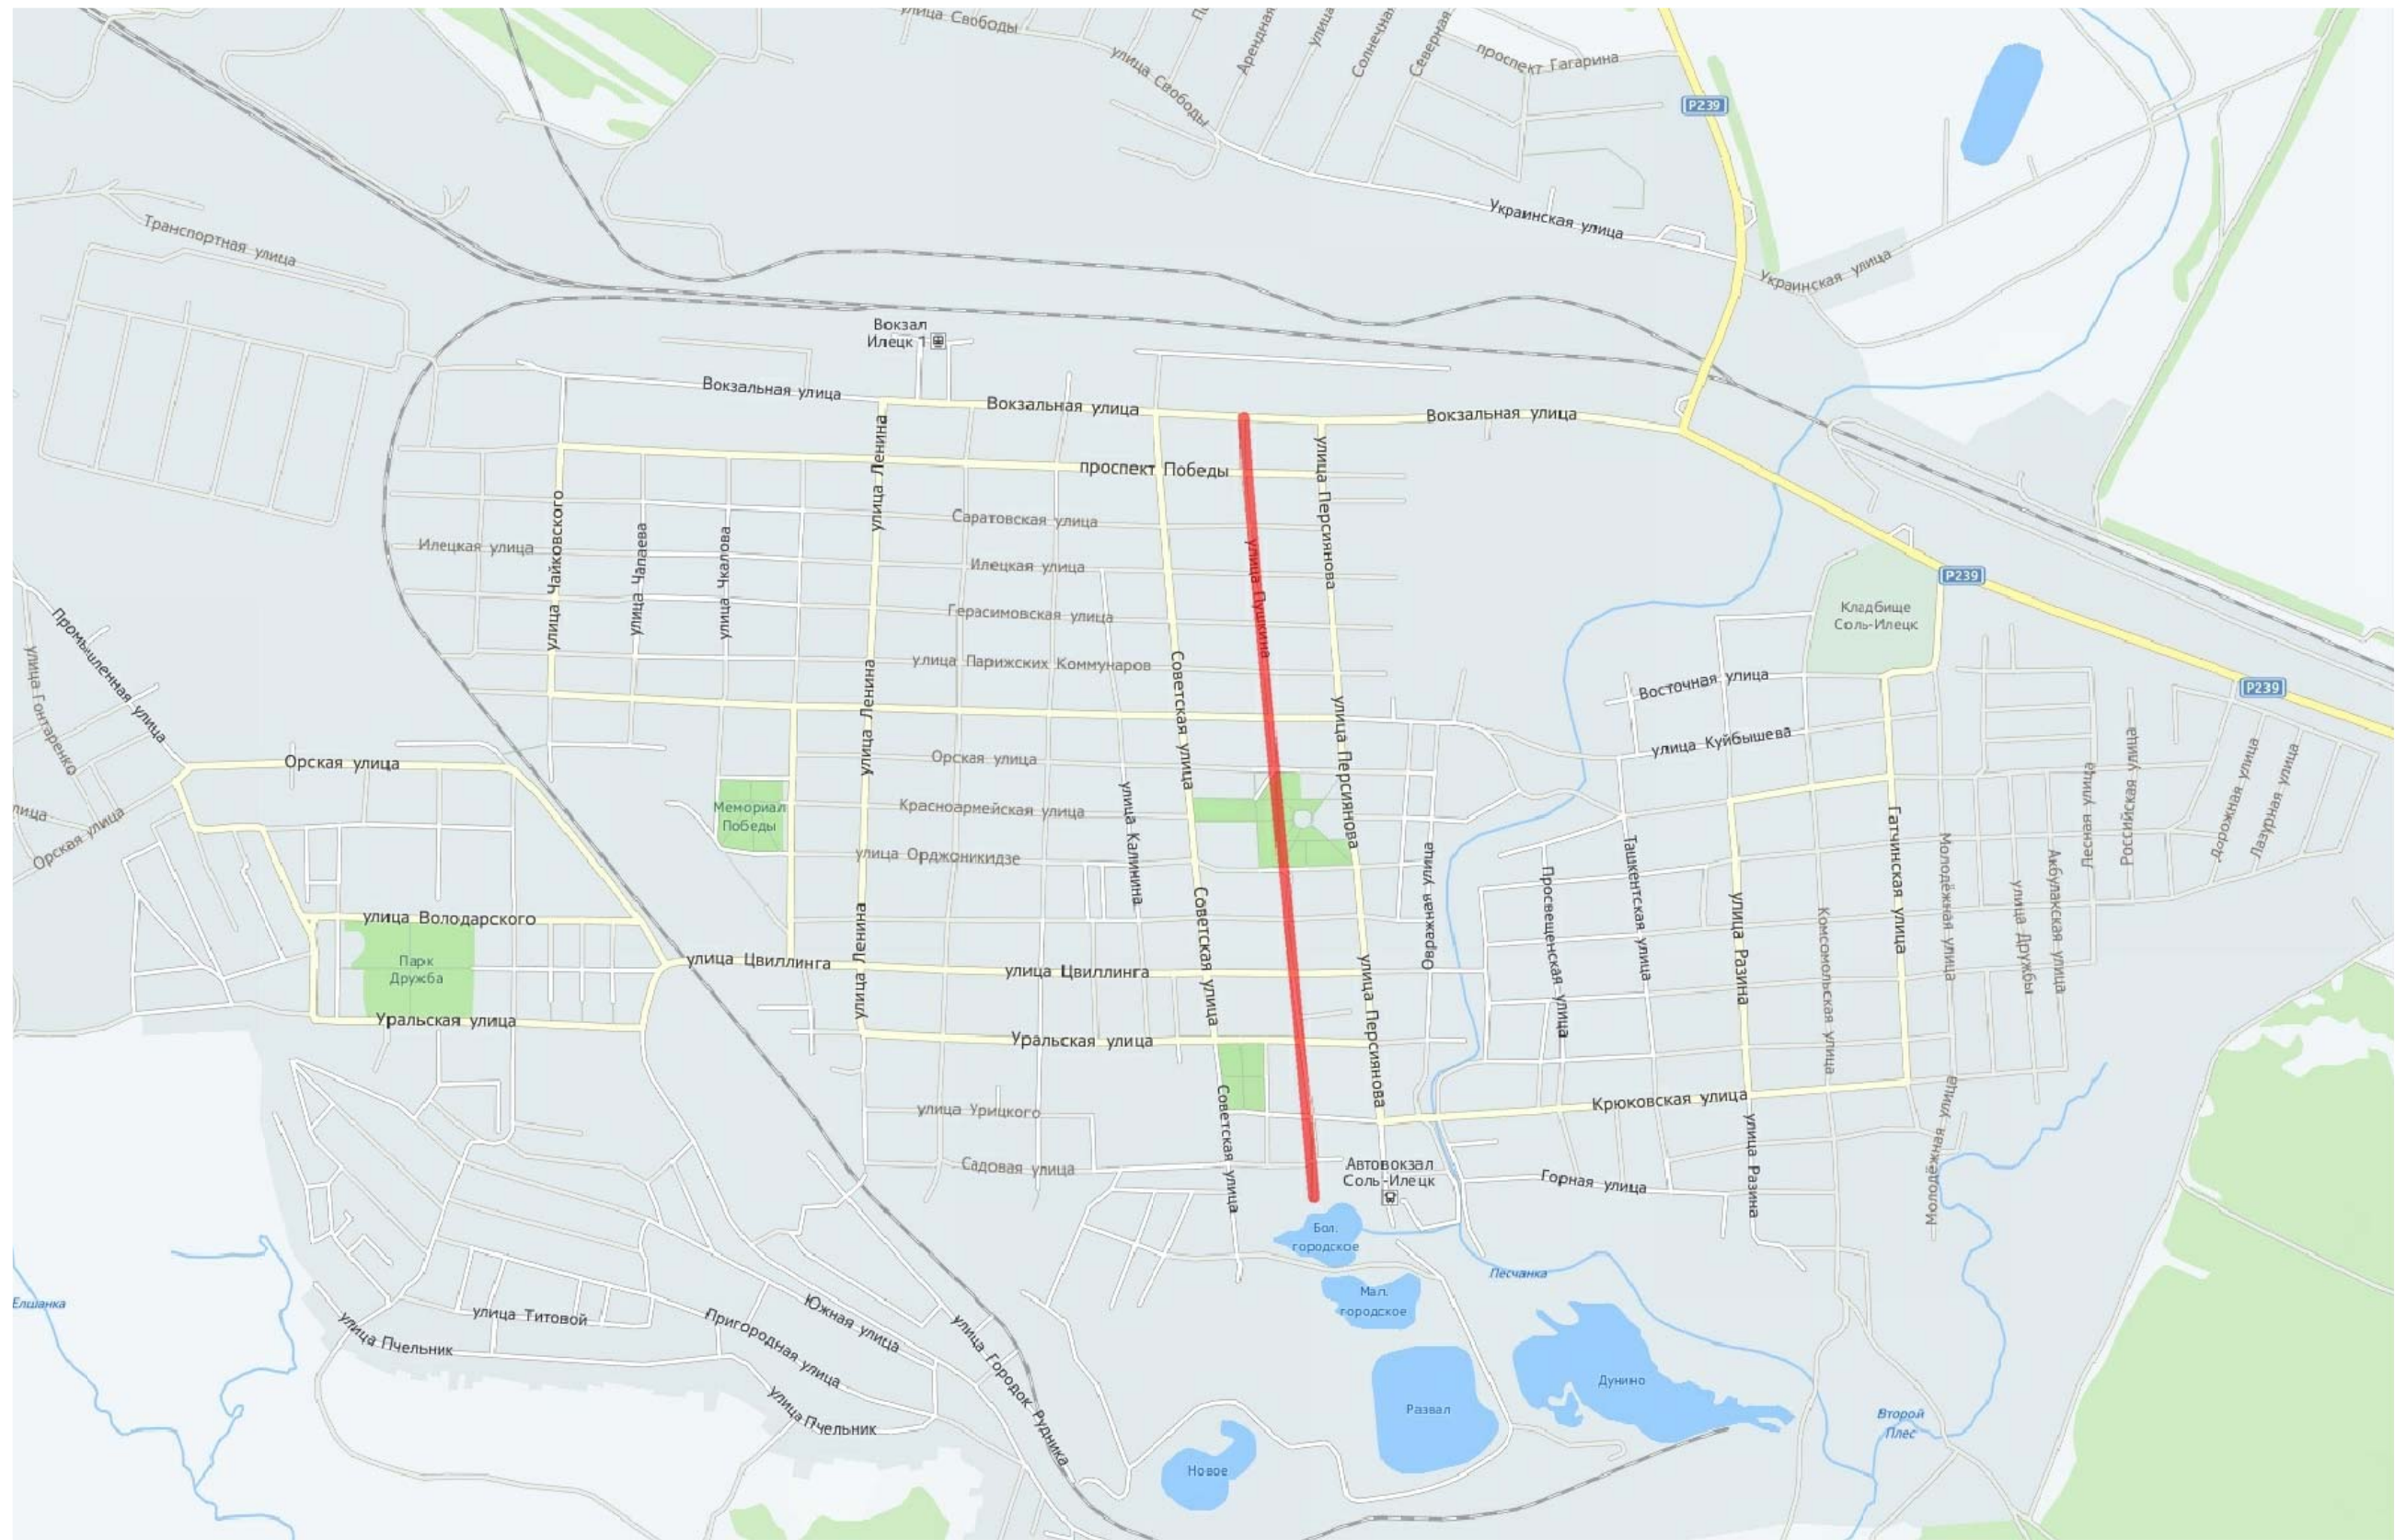 улица Свободы
Арендная
улица
Солнечная
Северная
проспект Гагарина
улица Свободы
Р239
Украинская улица
Транспортная улица
Украинская улица
Вокзал
Илецк 1
Вокзальная улица
Вокзальная улица
Вокзальная улица
улица Ленина
проспект Победы
улица Персиянова
Саратовская улица
улица Чайковского
улица Чапаева
улица Чкалова
Илецкая улица
Илецкая улица
улица Пушкина
Р239
Кладбище
Соль-Илецк
Герасимовская улица
Промышленная улица
улица Гонтаренко
улица Парижских Коммунаров
Советская улица
улица Ленина
улица Персиянова
Восточная улица
Р239
улица Куйбышева
Орская улица
Орская улица
Российская улица
Лесная улица
Дорожная улица
Лазурная улица
лица
Орская улица
Мемориал
Победы
Красноармейская улица
улица Калинина
улица Орджоникидзе
Овражная улица
Просвещенская улица
Ташкентская улица
улица Разина
Комсомольская улица
Гатчинская улица
Молодёжная улица
улица Дружбы
Акбулакская улица
улица Володарского
Парк
Дружба
улица Цвиллинга
улица Ленина
улица Цвиллинга
Советская улица
улица Персиянова
Уральская улица
Уральская улица
улица Урицкого
Советская улица
Крюковская улица
улица Разина
Молодёжная улица
Садовая улица
Автовокзал
Соль-Илецк
Горная улица
Бол.
городское
Песчанка
Мал.
городское
Елшанка
улица Титовой
улица Пчельник
Пригородная улица
Южная улица
улица Городок Рудника
улица Пчельник
Развал
Дунино
Второй
Плёс
Новое